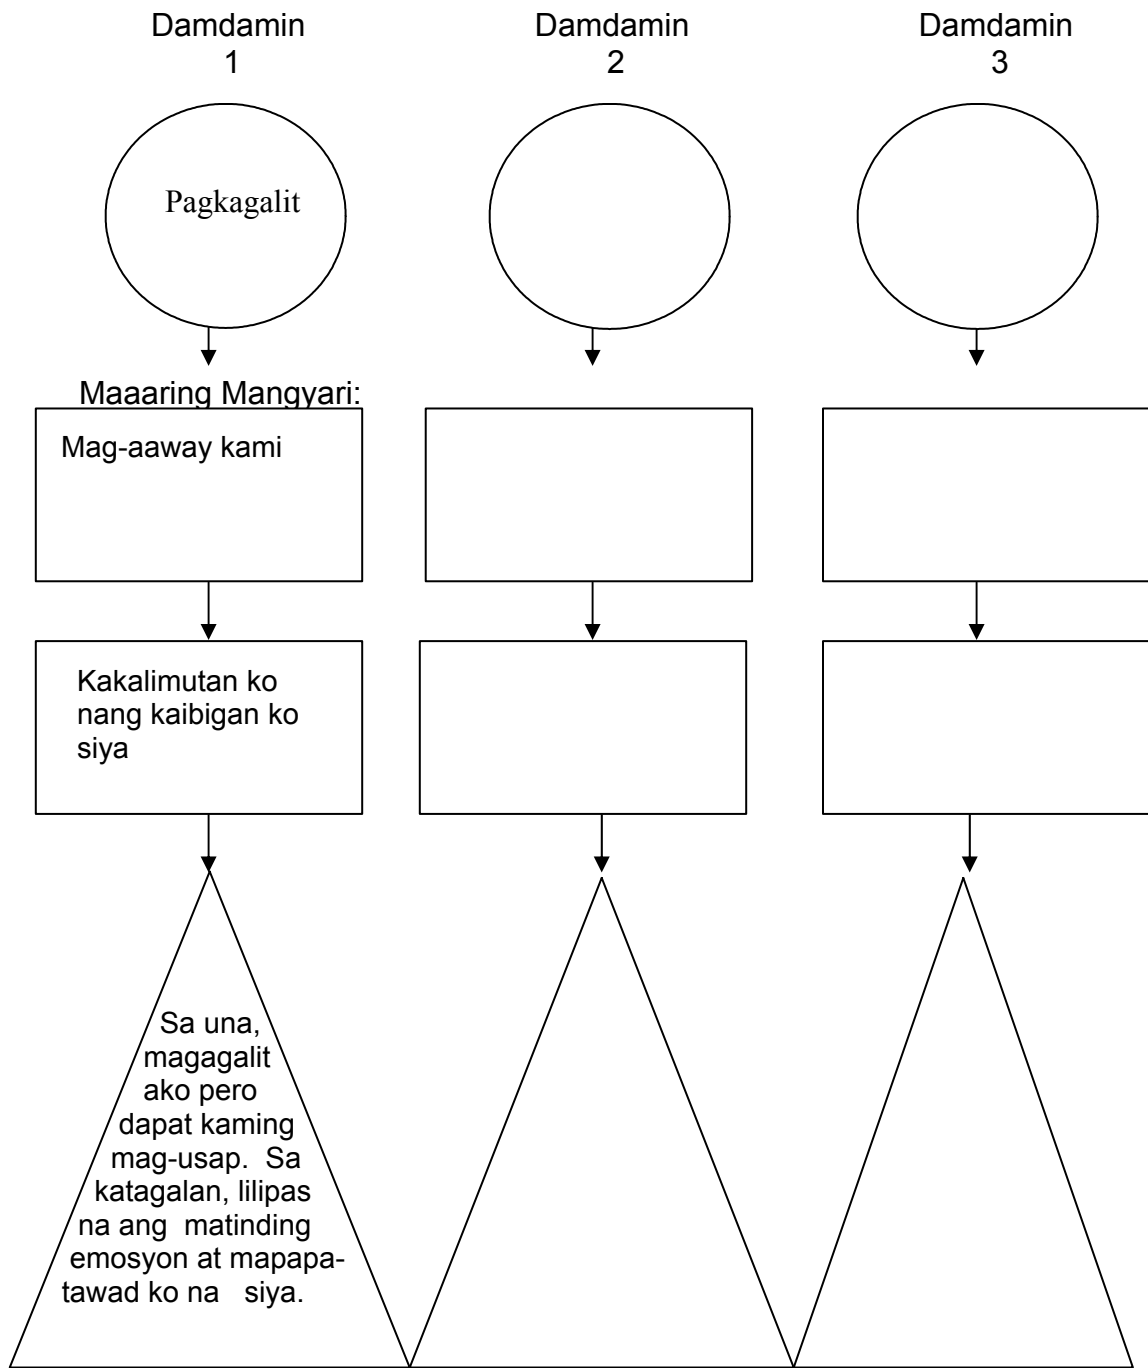 Damdamin
1
Damdamin
2
Damdamin
3
Pagkagalit
Maaaring Mangyari:
Mag-aaway kami
Kakalimutan ko
nang kaibigan ko
siya
Sa una,
magagalit
ako pero
dapat kaming
mag-usap. Sa
katagalan, lilipas
na ang matinding
emosyon at mapapa-
tawad ko na siya.